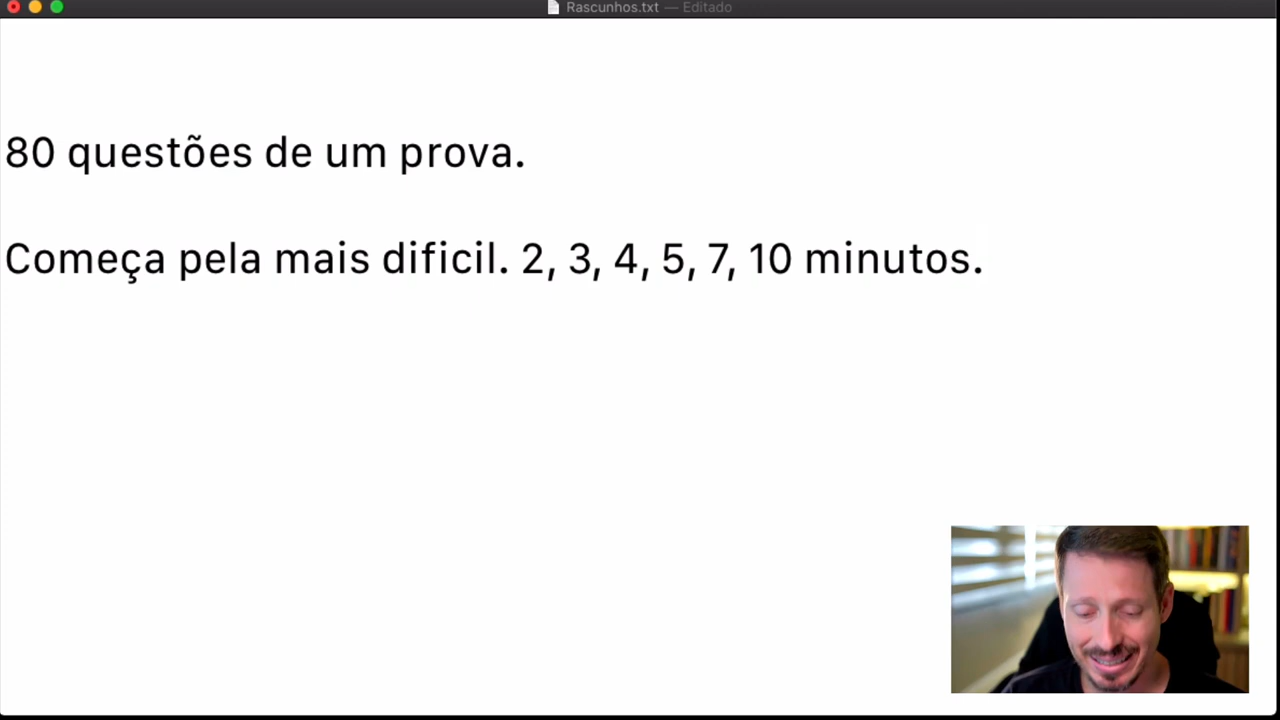 Rascunhos.txt — Editado
80 questões de um prova.
Começa pela mais dificil. 2, 3, 4, 5, 7, 10 minutos.